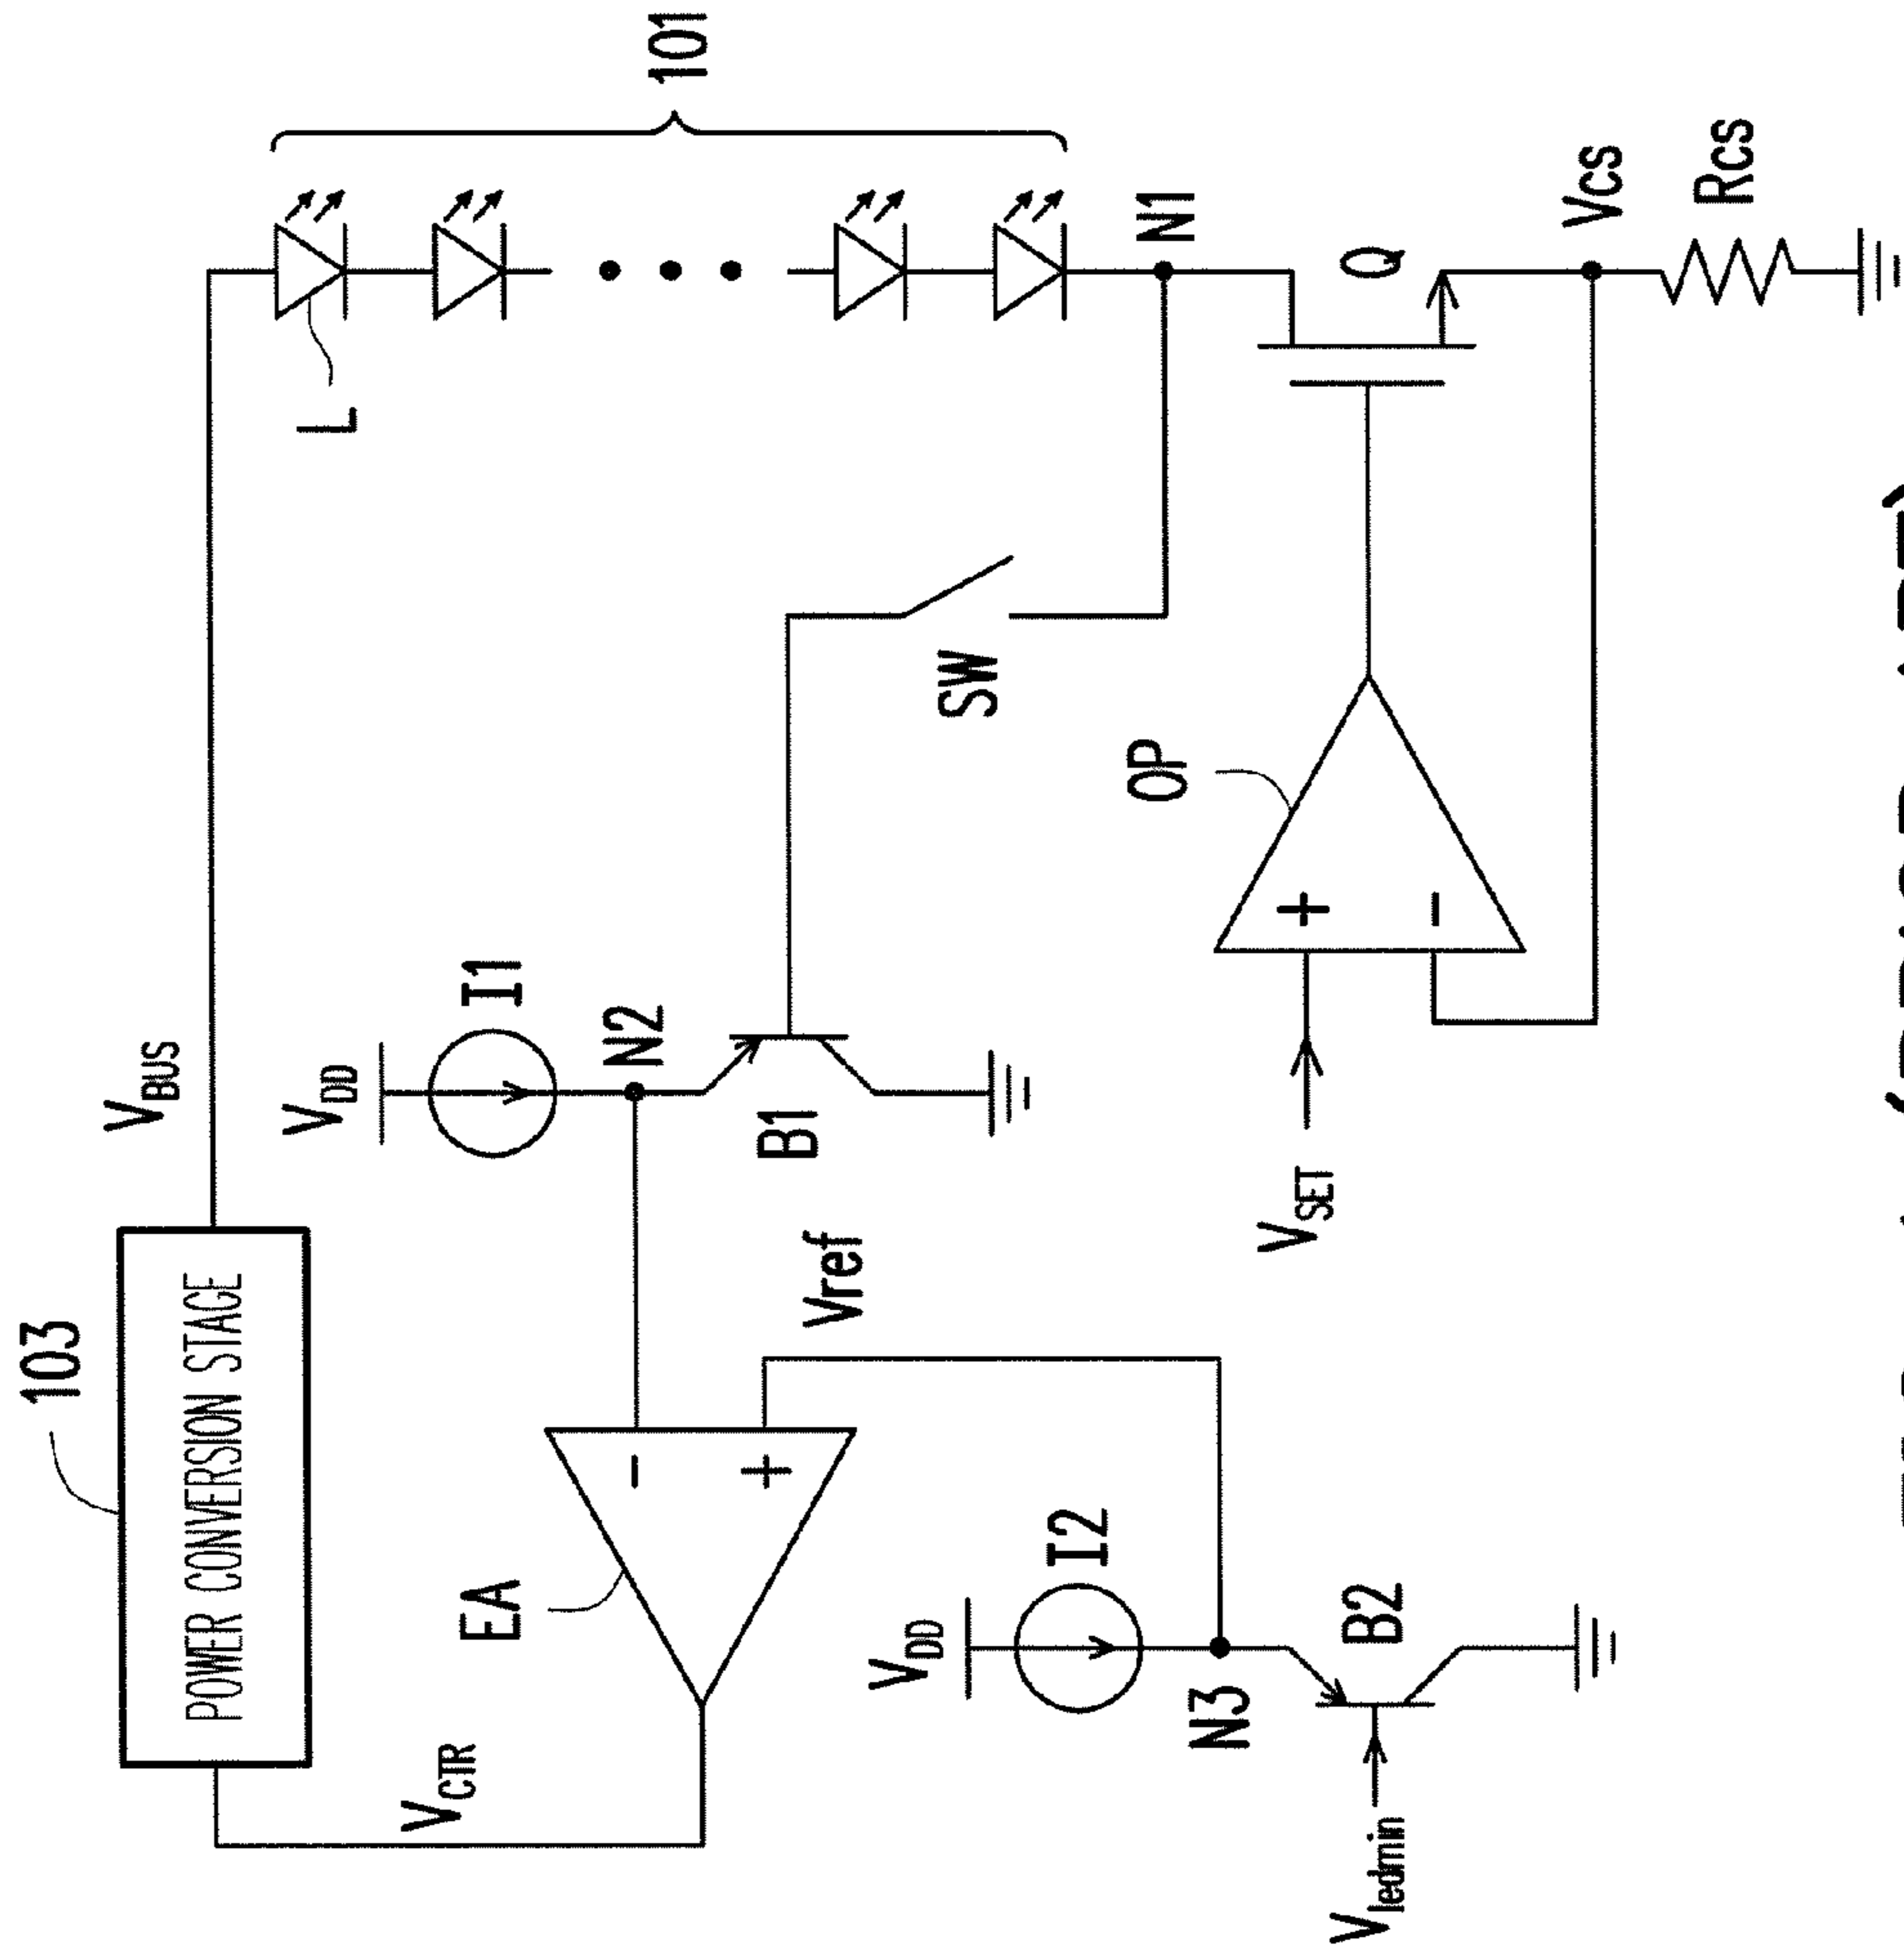 103
POWER CONVERSION STAGE
V_BUS
V_CTR
V_DD
I1
N2
B1
EA
Vref
V_DD
I2
N3
B2
V_ledmin
L
101
SW
N1
OP
+
-
-
+
V_SET
Q
Vcs
Rcs